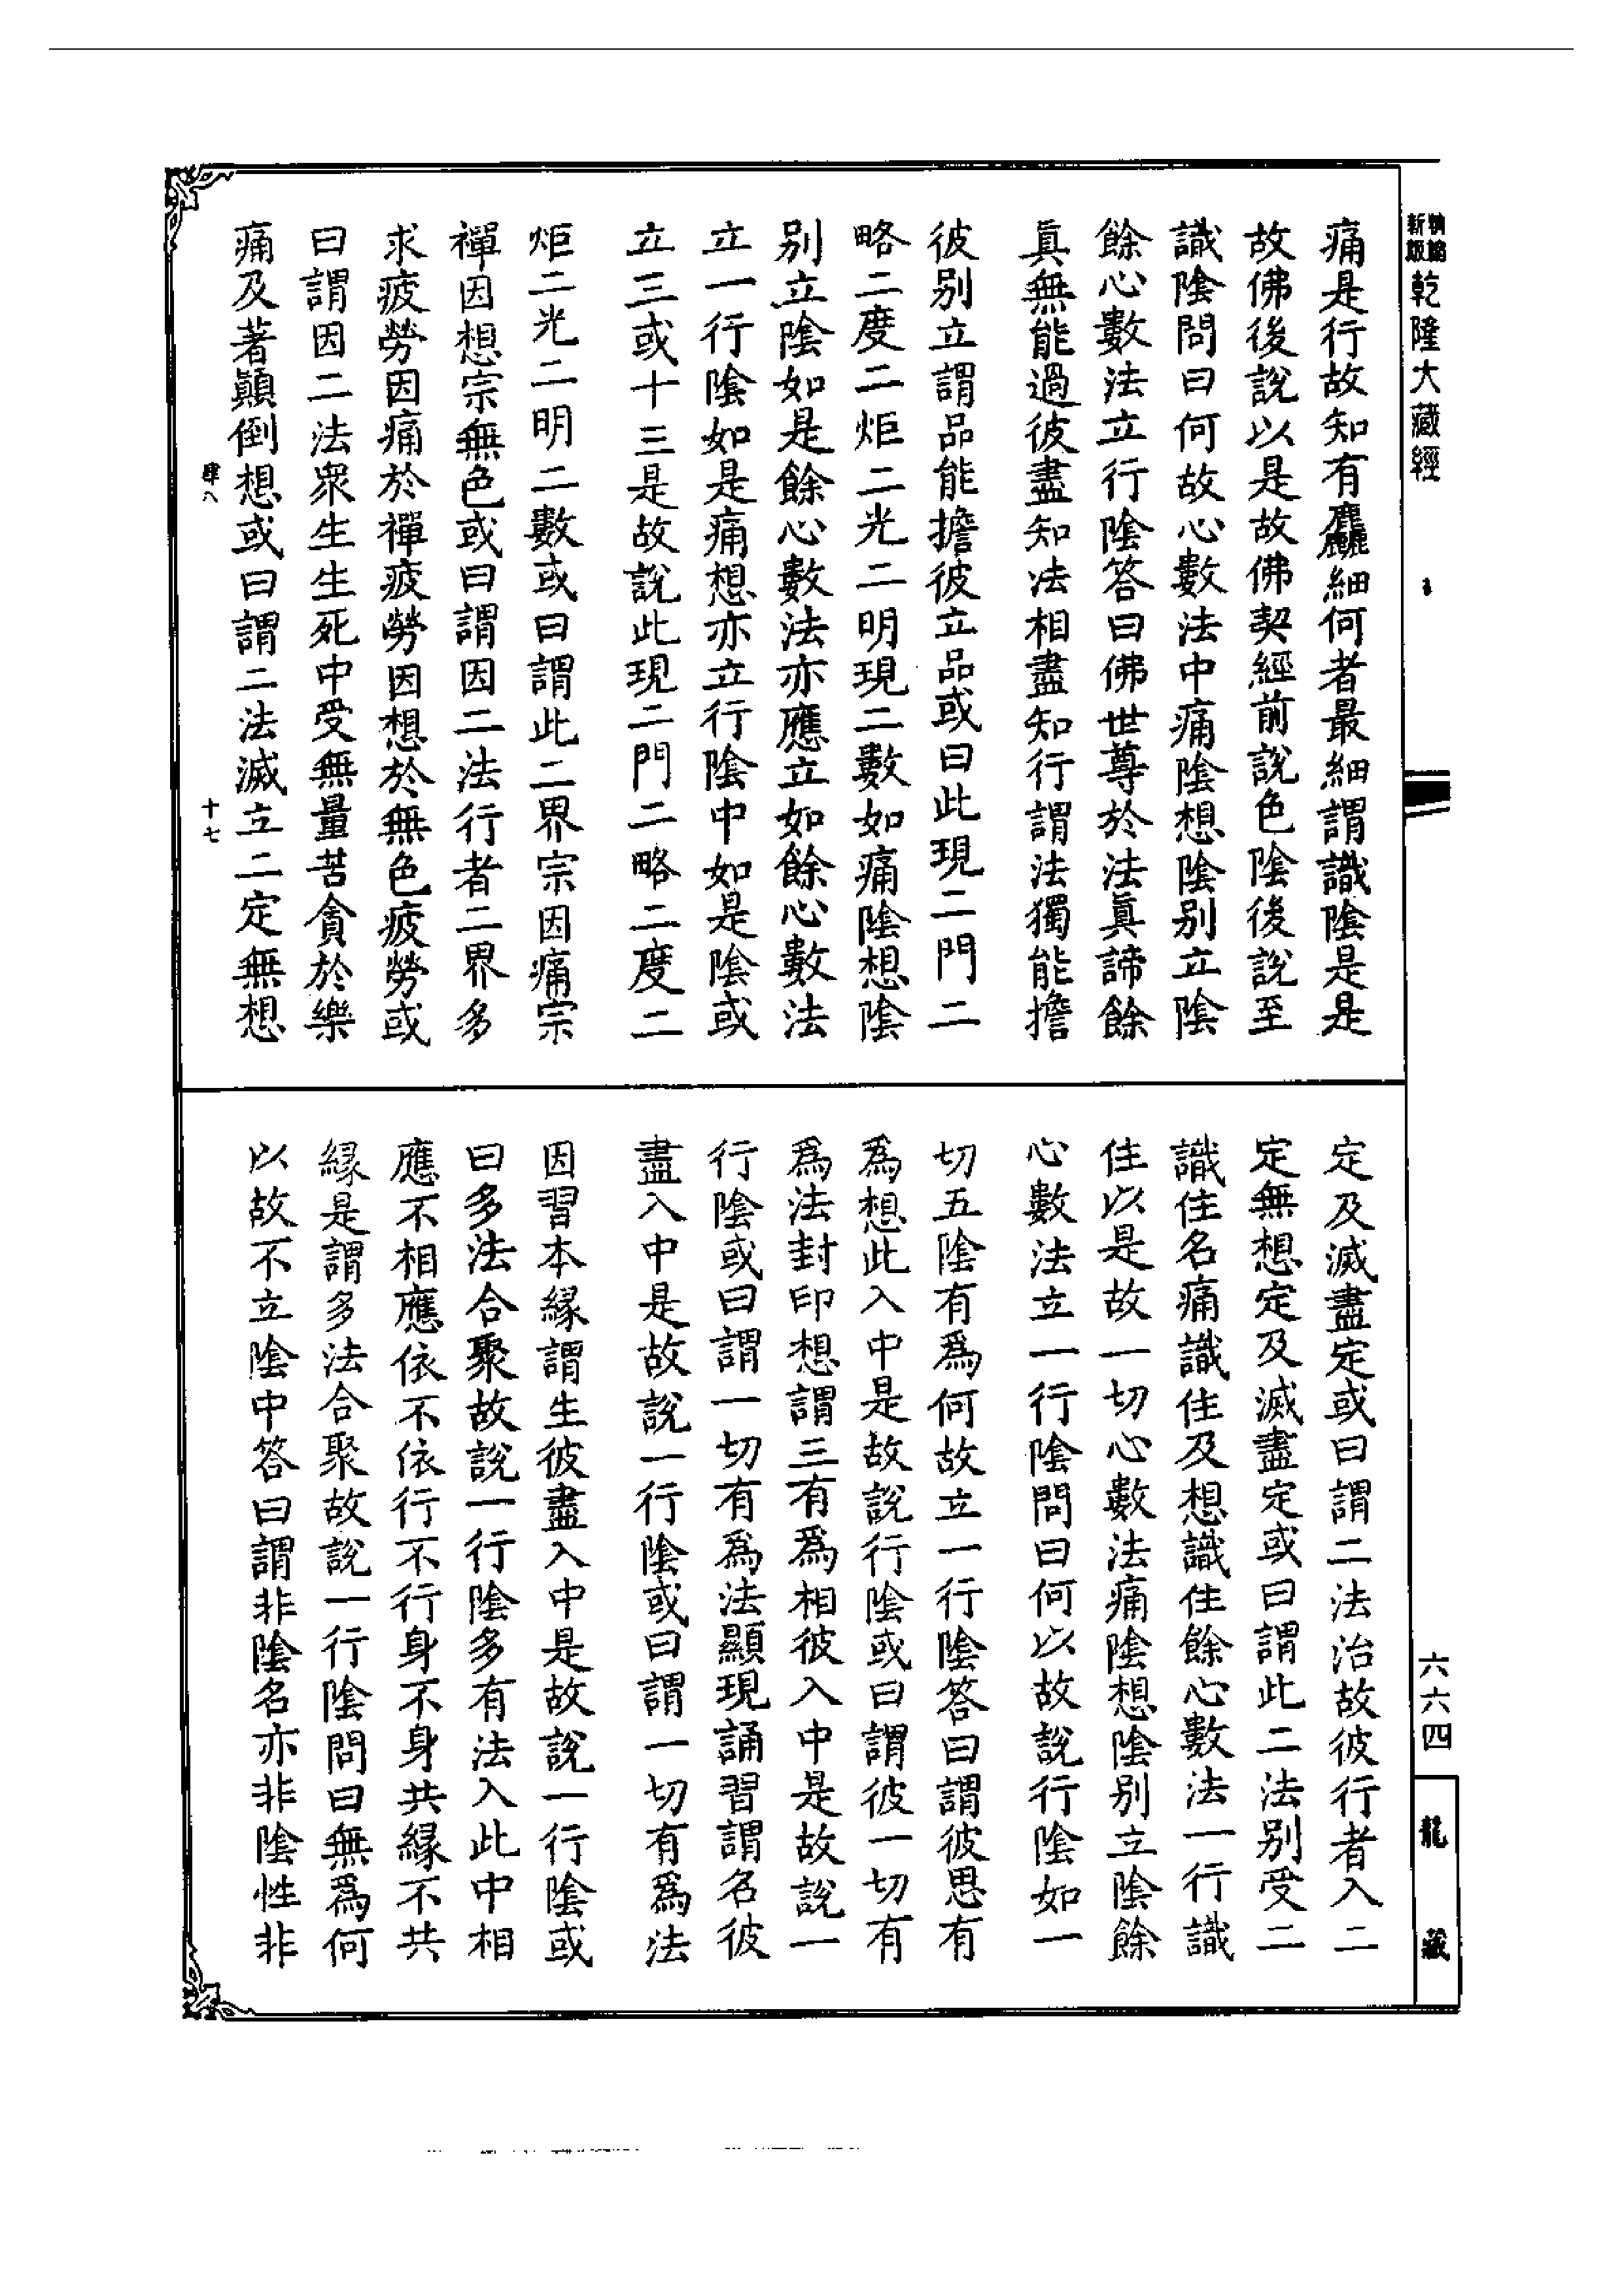 新版
精縮
乾隆大藏經
痛是行故知有麤細何者最細謂識陰是是
故佛後說以是故佛契經前說色陰後說至
識陰問曰何故心數法中痛陰想陰别立陰
餘心數法立行陰答曰佛世尊於法真諦餘
真無能過彼盡知法相盡知行謂法獨能擔
彼别立謂品能擔彼立品或曰此現二門二
略二度二炬二光二明現二數如痛陰想陰
别立陰如是餘心數法亦應立如餘心數法
立一行陰如是痛想亦立行陰中如是陰或
立三或十三是故說此現二門二略二度二
炬二光二明二數或曰謂此二界宗因痛宗
禪因想宗無色或曰謂因二法行者二界多
求疲勞因痛於禪疲勞因想於無色疲勞或
曰謂因二法衆生生死中受無量苦貪於樂
痛及著顛倒想或曰謂二法滅立二定無想
肆八
十七
定及滅盡定或曰謂二法治故彼行者入二
定無想定及滅盡定或曰謂此二法别受二
識住名痛識住及想識住餘心數法一行識
住以是故一切心數法痛陰想陰别立陰餘
心數法立一行陰問曰何以故說行陰如一
切五陰有爲何故立一行陰答曰謂彼思有
爲想此入中是故說行陰或曰謂彼一切有
爲法封印想謂三有爲相彼入中是故說一
行陰或曰謂一切有爲法顯現誦習謂名彼
盡入中是故說一行陰或曰謂一切有爲法
因習本緣謂生彼盡入中是故說一行陰或
曰多法合聚故說一行陰多有法入此中相
應不相應依不依行不行身不身共緣不共
緣是謂多法合聚故說一行陰問曰無爲何
以故不立陰中答曰謂非陰名亦非陰性非
六六四
龍藏